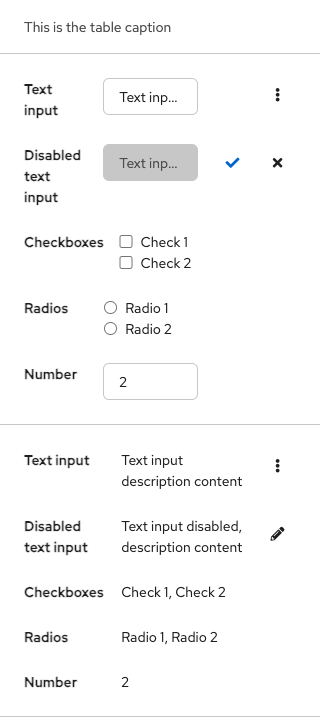 This is the table caption
Text
input
Text inp...
Disabled
text
input
Text inp...
Checkboxes
Check 1
Check 2
Radios
Radio 1
Radio 2
Number
2
Text input
Text input
description content
Disabled
text input
Text input disabled,
description content
Checkboxes
Check 1, Check 2
Radios
Radio 1, Radio 2
Number
2